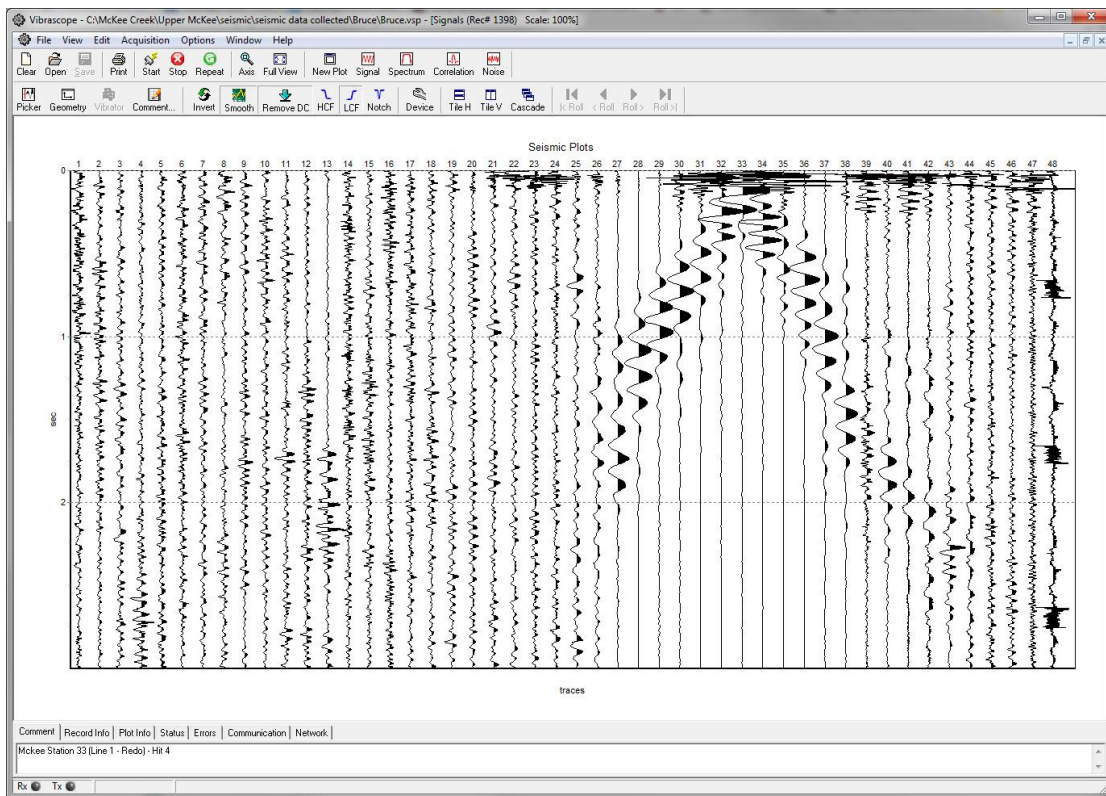 Vibrascope - C:\McKee Creek\Upper McKee\seismic\seismic data collected\Bruce\Bruce.vsp - [Signals (Rec# 1398) Scale: 100%]
File View Edit Acquisition Options Window Help
Clear Open Save Print Start Stop Repeat Axis Full View New Plot Signal Spectrum Correlation Noise
Picker Geometry Vibrator Comment... Invert Smooth Remove DC HCF LCF Notch Device Tile H Tile V Cascade |< Roll < Roll Roll > Roll >|
Seismic Plots
1 2 3 4 5 6 7 8 9 10 11 12 13 14 15 16 17 18 19 20 21 22 23 24 25 26 27 28 29 30 31 32 33 34 35 36 37 38 39 40 41 42 43 44 45 46 47 48
0
1
sec
2
traces
Comment Record Info Plot Info Status Errors Communication Network
Mckee Station 33 (Line 1 - Redo) - Hit 4
Rx Tx